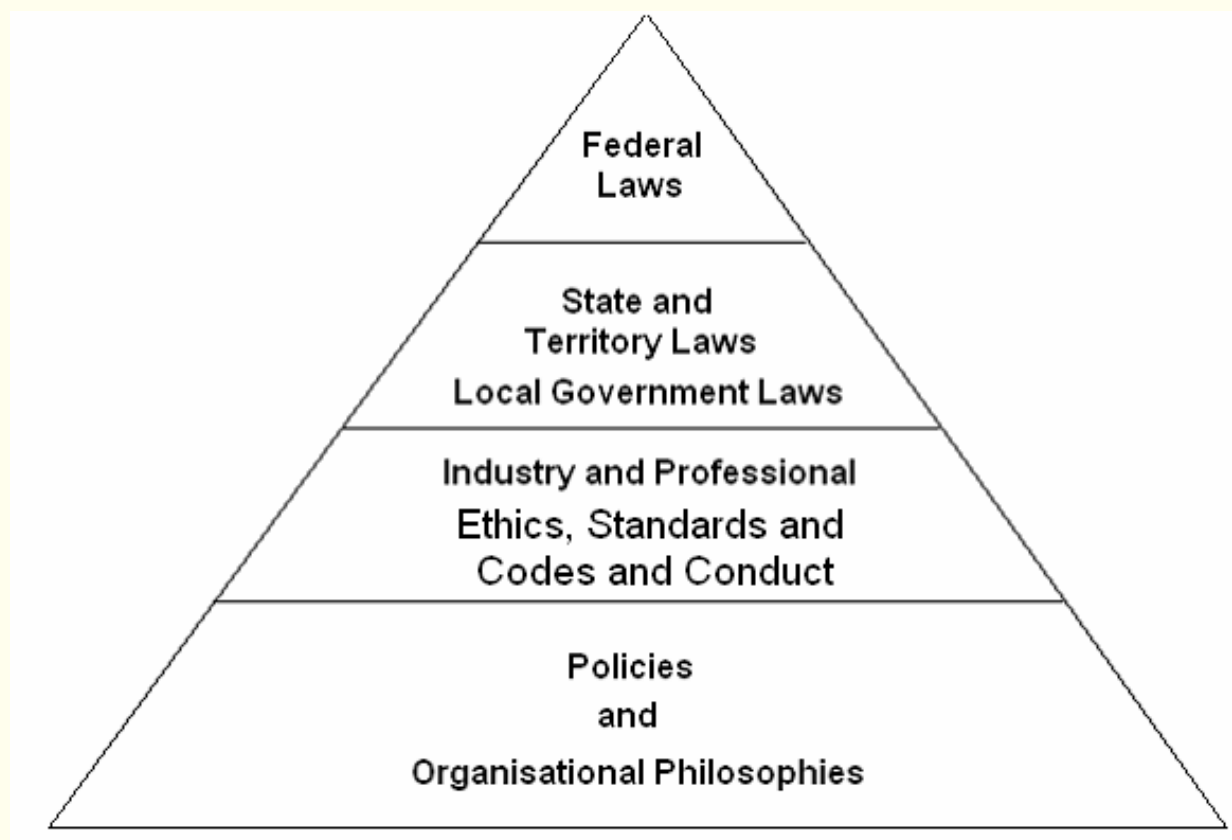 Federal
Laws
State and
Territory Laws
Local Government Laws
Industry and Professional
Ethics, Standards and
Codes and Conduct
Policies
and
Organisational Philosophies